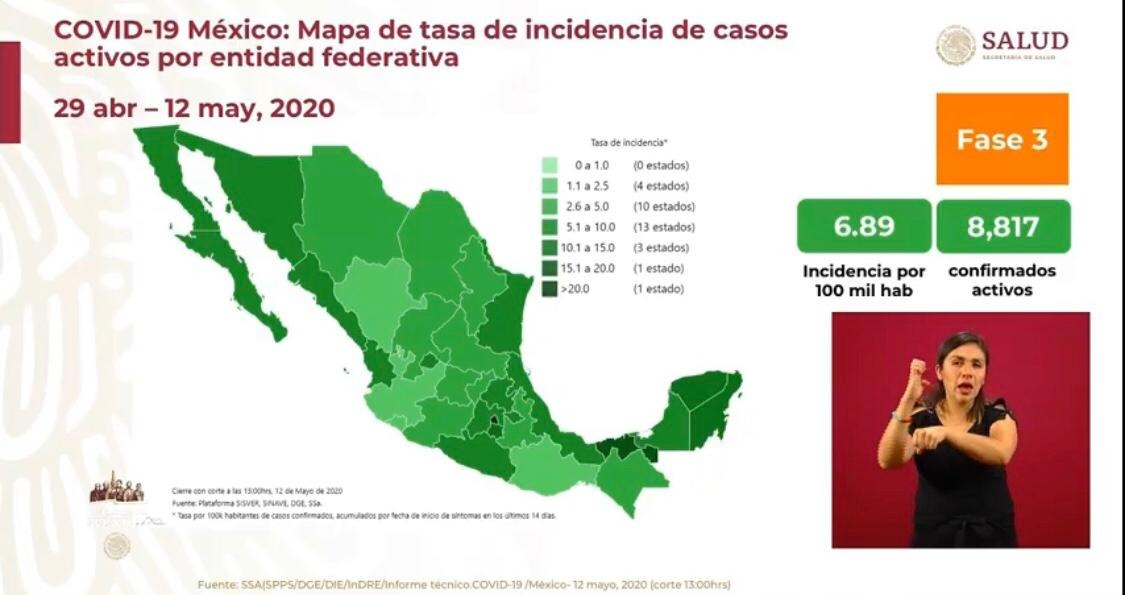 COVID-19 México: Mapa de tasa de incidencia de casos
activos por entidad federativa
29 abr – 12 may, 2020
SALUD
SECRETARÍA DE SALUD
Fase 3
Tasa de incidencia*
0 a 1.0 (0 estados)
1.1 a 2.5 (4 estados)
2.6 a 5.0 (10 estados)
5.1 a 10.0 (13 estados)
10.1 a 15.0 (3 estados)
15.1 a 20.0 (1 estado)
>20.0 (1 estado)
6.89
8,817
Incidencia por
100 mil hab
confirmados
activos
Cierre con corte a las 13:00hrs, 12 de Mayo de 2020
Fuente: Plataforma SISVER, SINAVE, DGE, SSa.
* Tasa por 100k habitantes de casos confirmados, acumulados por fecha de inicio de síntomas en los últimos 14 días.
Fuente: SSA(SPPS/DGE/DIE/InDRE/Informe técnico.COVID-19 /México- 12 mayo, 2020 (corte 13:00hrs)